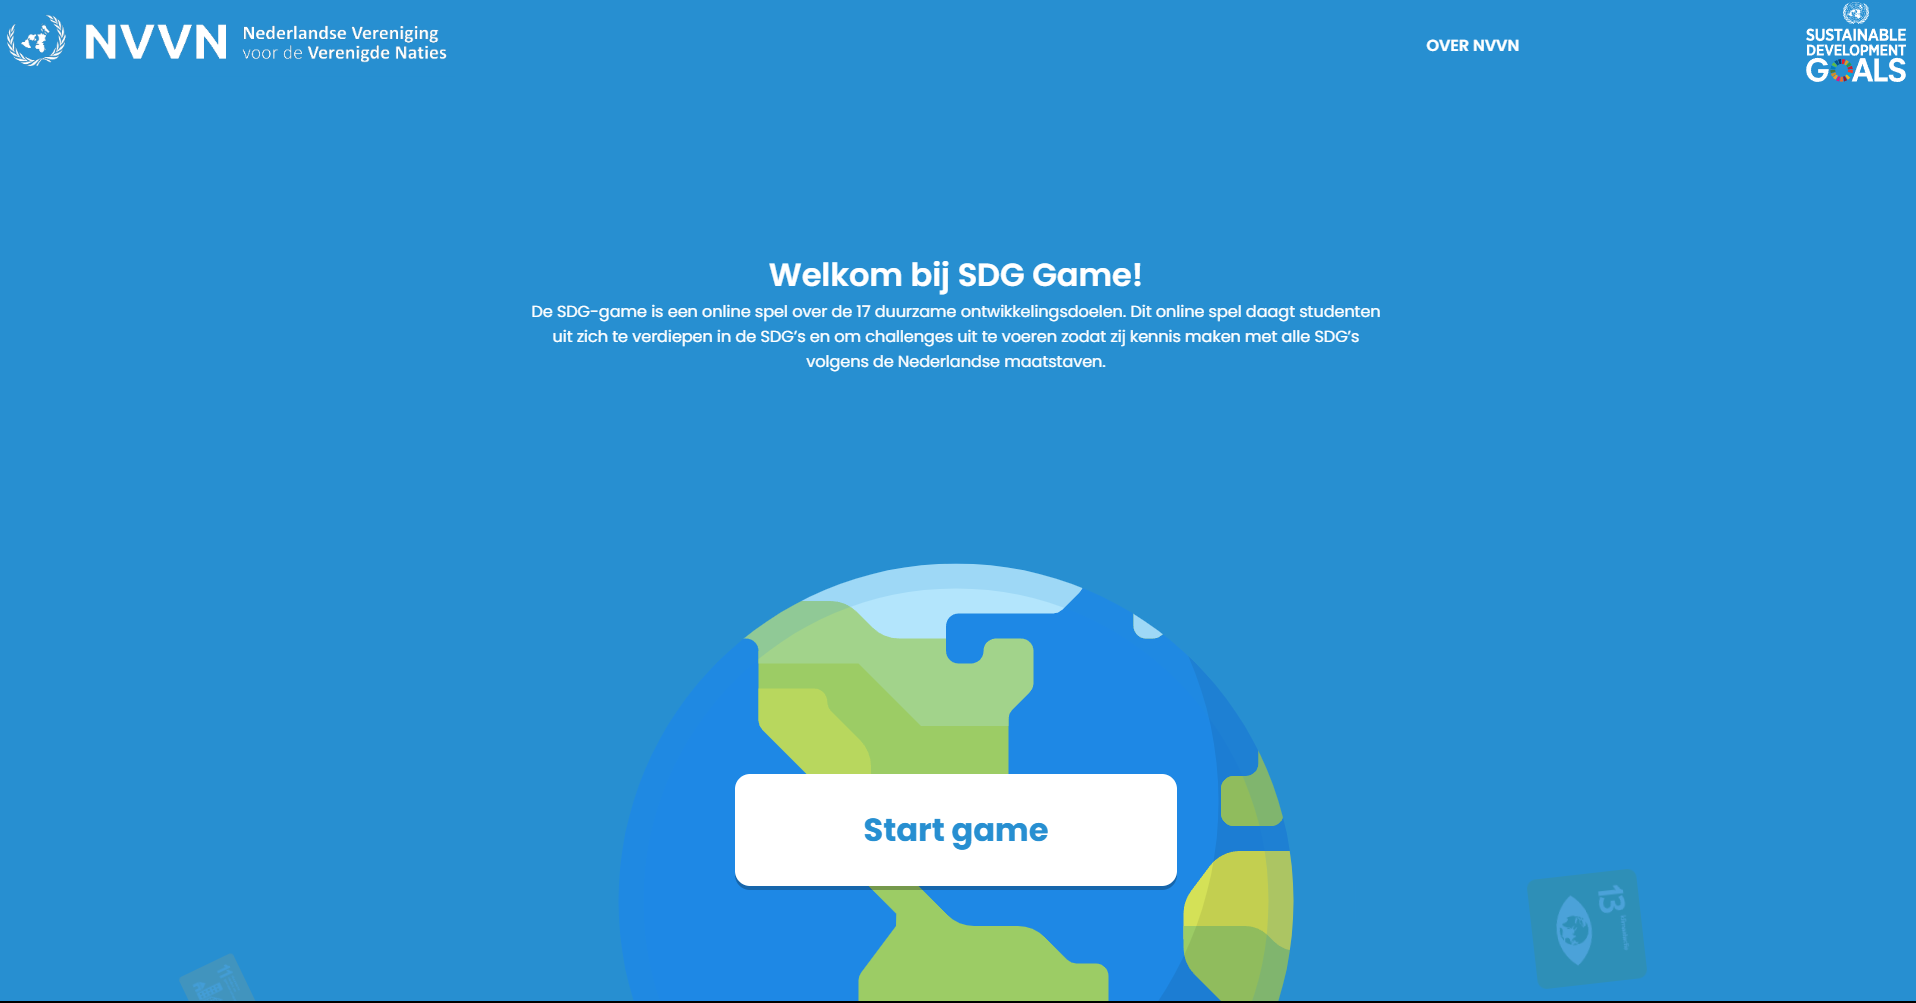 NVVN
Nederlandse Vereniging
voor de Verenigde Naties
OVER NVVN
SUSTAINABLE
DEVELOPMENT
GOALS
Welkom bij SDG Game!
De SDG-game is een online spel over de 17 duurzame ontwikkelingsdoelen. Dit online spel daagt studenten
uit zich te verdiepen in de SDG’s en om challenges uit te voeren zodat zij kennis maken met alle SDG’s
volgens de Nederlandse maatstaven.
Start game
13
11